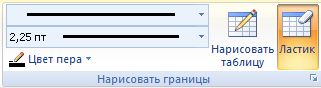 2,25 пт
Цвет пера
Нарисовать таблицу
Ластик
Нарисовать границы